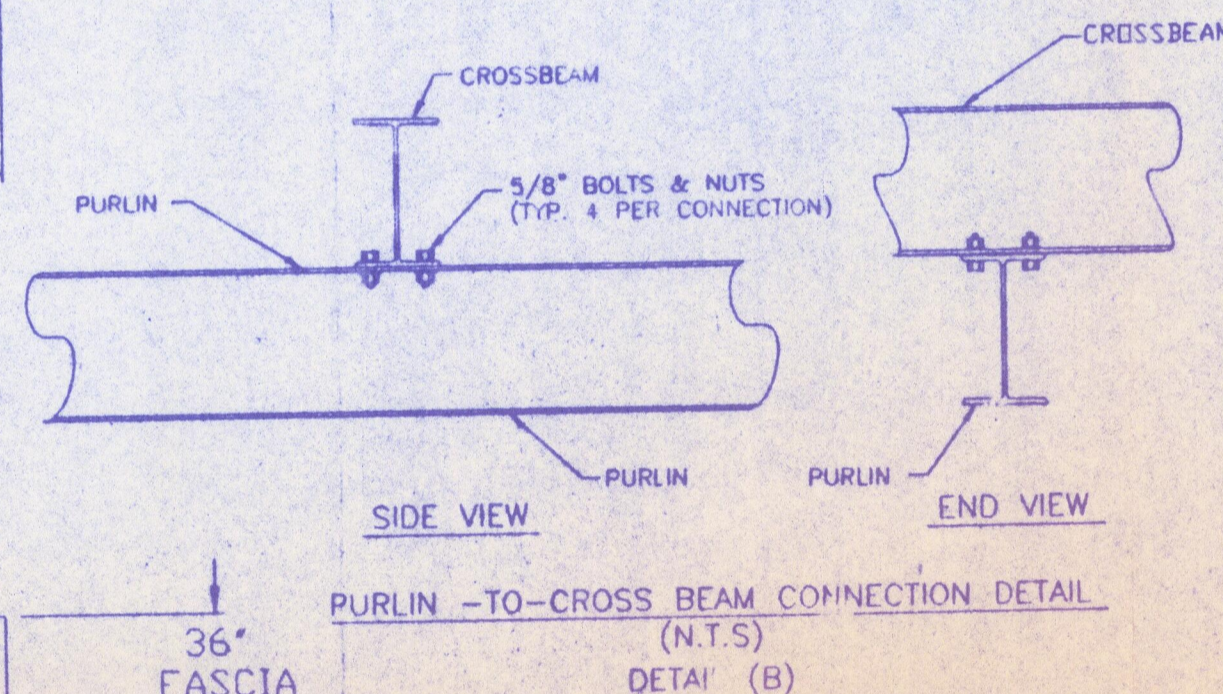 CROSSBEAM
CROSSBEAM
PURLIN
5/8" BOLTS & NUTS
(TYP. 4 PER CONNECTION)
PURLIN
PURLIN
SIDE VIEW
END VIEW
PURLIN -TO-CROSS BEAM CONNECTION DETAIL
(N.T.S)
DETAI' (B)
36"
FASCIA